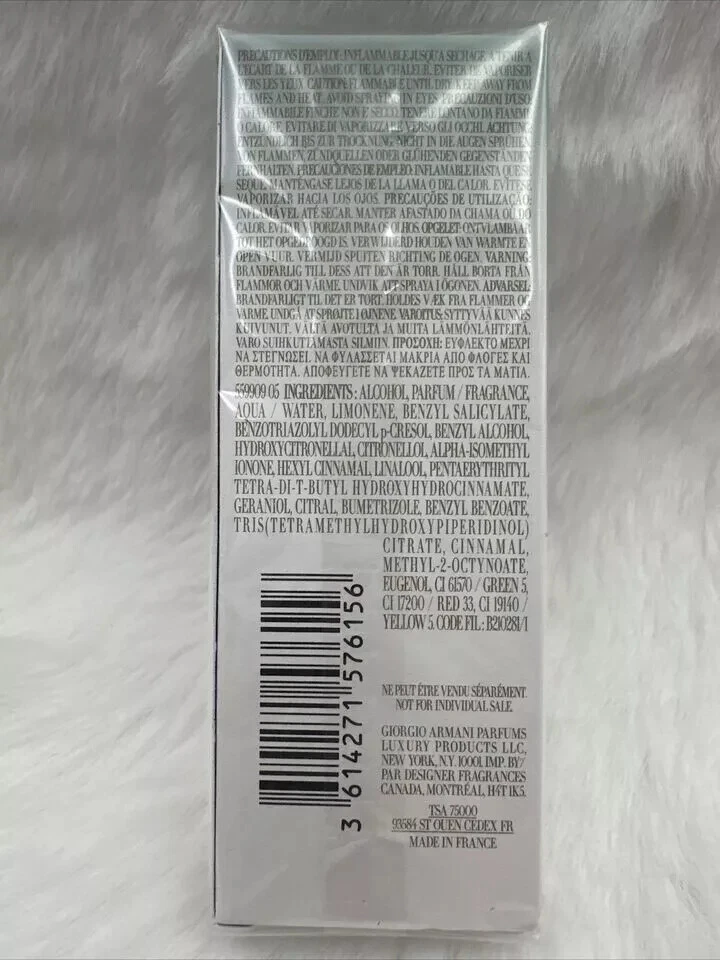 PRECAUTIONS D'EMPLOI: INFLAMMABLE JUSQU'A SECHAGE. A TENIR A
L'ECART DE LA FLAMME OU DE LA CHALEUR. EVITER DE VAPORISER
VERS LES YEUX. CAUTION: FLAMMABLE UNTIL DRY. KEEP AWAY FROM
FLAMES AND HEAT. AVOID SPRAYING IN EYES. PRECAUZIONI D'USO:
INFIAMMABILE FINCHE NON E' SECCO. TENERE LONTANO DA FIAMME
O CALORE. EVITARE DI VAPORIZZARE VERSO GLI OCCHI. ACHTUNG:
ENTZÜNDLICH BIS ZUR TROCKNUNG. NICHT IN DIE AUGEN SPRÜHEN.
VON FLAMMEN, ZÜNDQUELLEN ODER GLÜHENDEN GEGENSTÄNDEN
FERNHALTEN. PRECAUCIONES DE EMPLEO: INFLAMABLE HASTA QUE SE
SEQUE. MANTÉNGASE LEJOS DE LA LLAMA O DEL CALOR. EVÍTESE
VAPORIZAR HACIA LOS OJOS. PRECAUÇÕES DE UTILIZAÇÃO:
INFLAMÁVEL ATÉ SECAR. MANTER AFASTADO DA CHAMA OU DO
CALOR. EVITAR VAPORIZAR PARA OS OLHOS. OPGELET: ONTVLAMBAAR
TOT HET OPGEDROOGD IS. VERWIJDERD HOUDEN VAN WARMTE EN
OPEN VUUR. VERMIJD SPUITEN RICHTING DE OGEN. VARNING:
BRANDFARLIG TILL DESS ATT DEN ÄR TORR. HÅLL BORTA FRÅN
FLAMMOR OCH VÄRME. UNDVIK ATT SPRAYA I ÖGONEN. ADVARSEL:
BRANDFARLIGT TIL DET ER TØRT. HOLDES VÆK FRA FLAMMER OG
VARME. UNDGÅ AT SPRØJTE I ØJNENE. VAROITUS: SYTTYVÄÄ KUNNES
KUIVUNUT. VÄLTÄ AVOTULTA JA MUITA LÄMMÖNLÄHTEITÄ.
VARO SUIHKUTTAMASTA SILMIIN. ΠΡΟΣΟΧΗ: ΕΥΦΛΕΚΤΟ ΜΕΧΡΙ
ΝΑ ΣΤΕΓΝΩΣΕΙ. ΝΑ ΦΥΛΑΣΣΕΤΑΙ ΜΑΚΡΙΑ ΑΠΟ ΦΛΟΓΕΣ ΚΑΙ
ΘΕΡΜΟΤΗΤΑ. ΑΠΟΦΕΥΓΕΤΕ ΝΑ ΨΕΚΑΖΕΤΕ ΠΡΟΣ ΤΑ ΜΑΤΙΑ.
559909 05 INGREDIENTS: ALCOHOL, PARFUM / FRAGRANCE,
AQUA / WATER, LIMONENE, BENZYL SALICYLATE,
BENZOTRIAZOLYL DODECYL p-CRESOL, BENZYL ALCOHOL,
HYDROXYCITRONELLAL, CITRONELLOL, ALPHA-ISOMETHYL
IONONE, HEXYL CINNAMAL, LINALOOL, PENTAERYTHRITYL
TETRA-DI-T-BUTYL HYDROXYHYDROCINNAMATE,
GERANIOL, CITRAL, BUMETRIZOLE, BENZYL BENZOATE,
TRIS(TETRAMETHYLHYDROXYPIPERIDINOL)
CITRATE, CINNAMAL,
METHYL-2-OCTYNOATE,
EUGENOL, CI 61570 / GREEN 5,
CI 17200 / RED 33, CI 19140 /
YELLOW 5. CODE FIL: B210281/1
3 614271 576156
NE PEUT ÊTRE VENDU SÉPARÉMENT.
NOT FOR INDIVIDUAL SALE.
GIORGIO ARMANI PARFUMS
LUXURY PRODUCTS LLC,
NEW YORK, N.Y. 10001. IMP. BY/
PAR DESIGNER FRAGRANCES
CANADA, MONTRÉAL, H4T 1K5.
TSA 75000
93584 ST OUEN CEDEX FR
MADE IN FRANCE